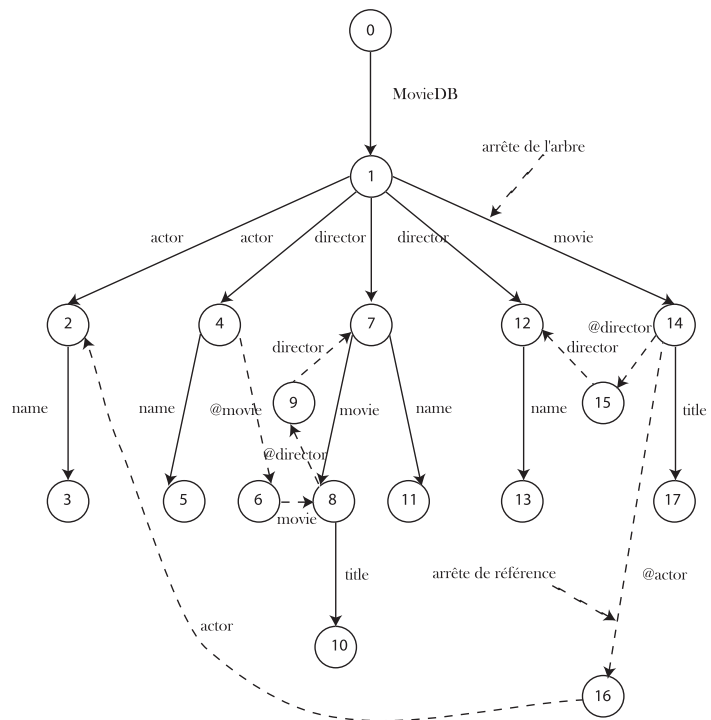 0
MovieDB
arrête de l'arbre
1
actor
actor
director
director
movie
2
4
7
12
14
@director
director
director
name
name
@movie
9
movie
name
name
15
title
@director
3
5
6
8
11
13
17
movie
title
arrête de référence
@actor
actor
10
16